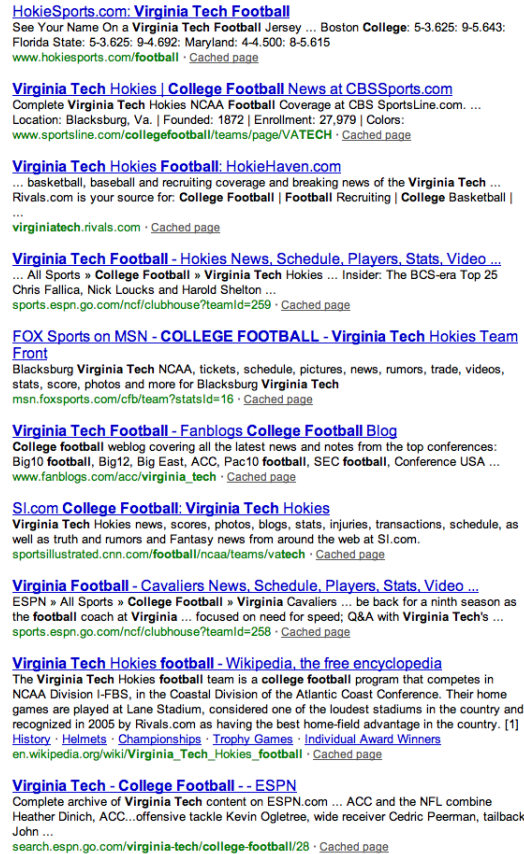 HokieSports.com: Virginia Tech Football
See Your Name On a Virginia Tech Football Jersey ... Boston College: 5-3.625: 9-5.643:
Florida State: 5-3.625: 9-4.692: Maryland: 4-4.500: 8-5.615
www.hokiesports.com/football · Cached page
Virginia Tech Hokies | College Football News at CBSSports.com
Complete Virginia Tech Hokies NCAA Football Coverage at CBS SportsLine.com. ...
Location: Blacksburg, Va. | Founded: 1872 | Enrollment: 27,979 | Colors:
www.sportsline.com/collegefootball/teams/page/VATECH · Cached page
Virginia Tech Hokies Football: HokieHaven.com
... basketball, baseball and recruiting coverage and breaking news of the Virginia Tech ...
Rivals.com is your source for: College Football | Football Recruiting | College Basketball |
...
virginiatech.rivals.com · Cached page
Virginia Tech Football - Hokies News, Schedule, Players, Stats, Video ...
... All Sports » College Football » Virginia Tech Hokies ... Insider: The BCS-era Top 25
Chris Fallica, Nick Loucks and Harold Shelton ...
sports.espn.go.com/ncf/clubhouse?teamId=259 · Cached page
FOX Sports on MSN - COLLEGE FOOTBALL - Virginia Tech Hokies Team
Front
Blacksburg Virginia Tech NCAA, tickets, schedule, pictures, news, rumors, trade, videos,
stats, score, photos and more for Blacksburg Virginia Tech
msn.foxsports.com/cfb/team?statsId=16 · Cached page
Virginia Tech Football - Fanblogs College Football Blog
College football weblog covering all the latest news and notes from the top conferences:
Big10 football, Big12, Big East, ACC, Pac10 football, SEC football, Conference USA ...
www.fanblogs.com/acc/virginia_tech · Cached page
SI.com College Football: Virginia Tech Hokies
Virginia Tech Hokies news, scores, photos, blogs, stats, injuries, transactions, schedule, as
well as truth and rumors and Fantasy news from around the web at SI.com.
sportsillustrated.cnn.com/football/ncaa/teams/vatech · Cached page
Virginia Football - Cavaliers News, Schedule, Players, Stats, Video ...
ESPN » All Sports » College Football » Virginia Cavaliers ... be back for a ninth season as
the football coach at Virginia ... focused on need for speed; Q&A with Virginia Tech's ...
sports.espn.go.com/ncf/clubhouse?teamId=258 · Cached page
Virginia Tech Hokies football - Wikipedia, the free encyclopedia
The Virginia Tech Hokies football team is a college football program that competes in
NCAA Division I-FBS, in the Coastal Division of the Atlantic Coast Conference. Their home
games are played at Lane Stadium, considered one of the loudest stadiums in the country and
recognized in 2005 by Rivals.com as having the best home-field advantage in the country. [1]
History · Helmets · Championships · Trophy Games · Individual Award Winners
en.wikipedia.org/wiki/Virginia_Tech_Hokies_football · Cached page
Virginia Tech - College Football - - ESPN
Complete archive of Virginia Tech content on ESPN.com ... ACC and the NFL combine
Heather Dinich, ACC...offensive tackle Kevin Ogletree, wide receiver Cedric Peerman, tailback
John ...
search.espn.go.com/virginia-tech/college-football/28 · Cached page